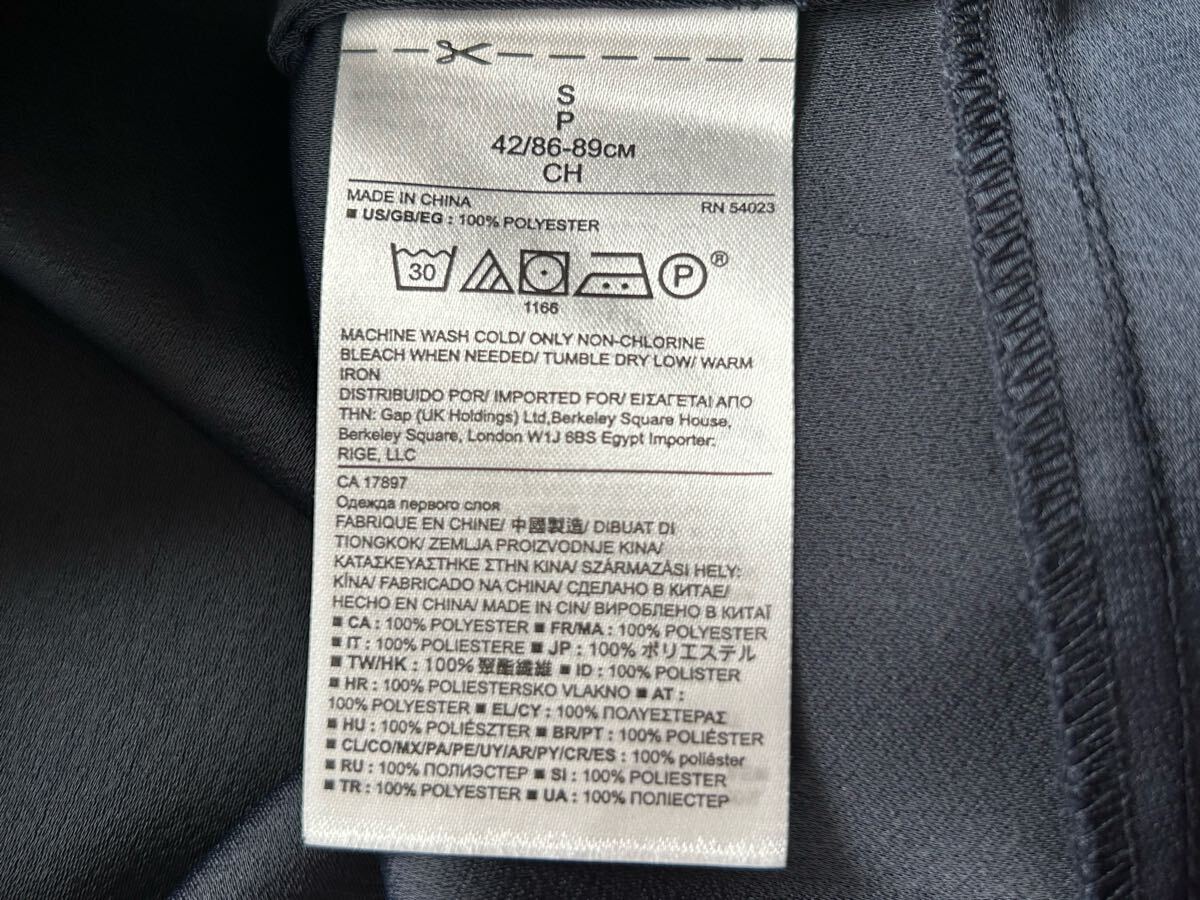 S
P
42/86-89см
CH
MADE IN CHINA
RN 54023
■ US/GB/EG : 100% POLYESTER
30
P®
1166
MACHINE WASH COLD/ ONLY NON-CHLORINE
BLEACH WHEN NEEDED/ TUMBLE DRY LOW/ WARM
IRON
DISTRIBUIDO POR/ IMPORTED FOR/ ΕΙΣΑΓΕΤΑΙ ΑΠΟ
ΤΗΝ: Gap (UK Holdings) Ltd,Berkeley Square House,
Berkeley Square, London W1J 6BS Egypt Importer:
RIGE, LLC
CA 17897
Одежда первого слоя
FABRIQUE EN CHINE/ 中國製造/ DIBUAT DI
TIONGKOK/ ZEMLJA PROIZVODNJE KINA/
ΚΑΤΑΣΚΕΥΑΣΤΗΚΕ ΣΤΗΝ ΚΙΝΑ/ SZÁRMAZÁSI HELY:
KÍNA/ FABRICADO NA CHINA/ СДЕЛАНО В КИТАЕ/
HECHO EN CHINA/ MADE IN CIN/ ВИРОБЛЕНО В КИТАЇ
■ CA : 100% POLYESTER ■ FR/MA : 100% POLYESTER
■ IT : 100% POLIESTERE ■ JP : 100% ポリエステル
■ TW/HK : 100% 聚酯纖維 ■ ID : 100% POLISTER
■ HR : 100% POLIESTERSKO VLAKNO ■ AT :
100% POLYESTER ■ EL/CY : 100% ΠΟΛΥΕΣΤΕΡΑΣ
■ HU : 100% POLIÉSZTER ■ BR/PT : 100% POLIÉSTER
■ CL/CO/MX/PA/PE/UY/AR/PY/CR/ES : 100% poliéster
■ RU : 100% ПОЛИЭСТЕР ■ SI : 100% POLIESTER
■ TR : 100% POLYESTER ■ UA : 100% ПОЛІЕСТЕР